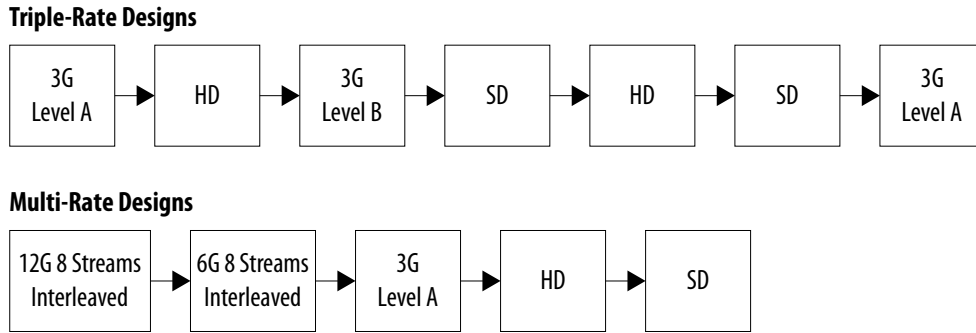 Triple-Rate Designs
3G
Level A
HD
3G
Level B
SD
HD
SD
3G
Level A
Multi-Rate Designs
12G 8 Streams
Interleaved
6G 8 Streams
Interleaved
3G
Level A
HD
SD